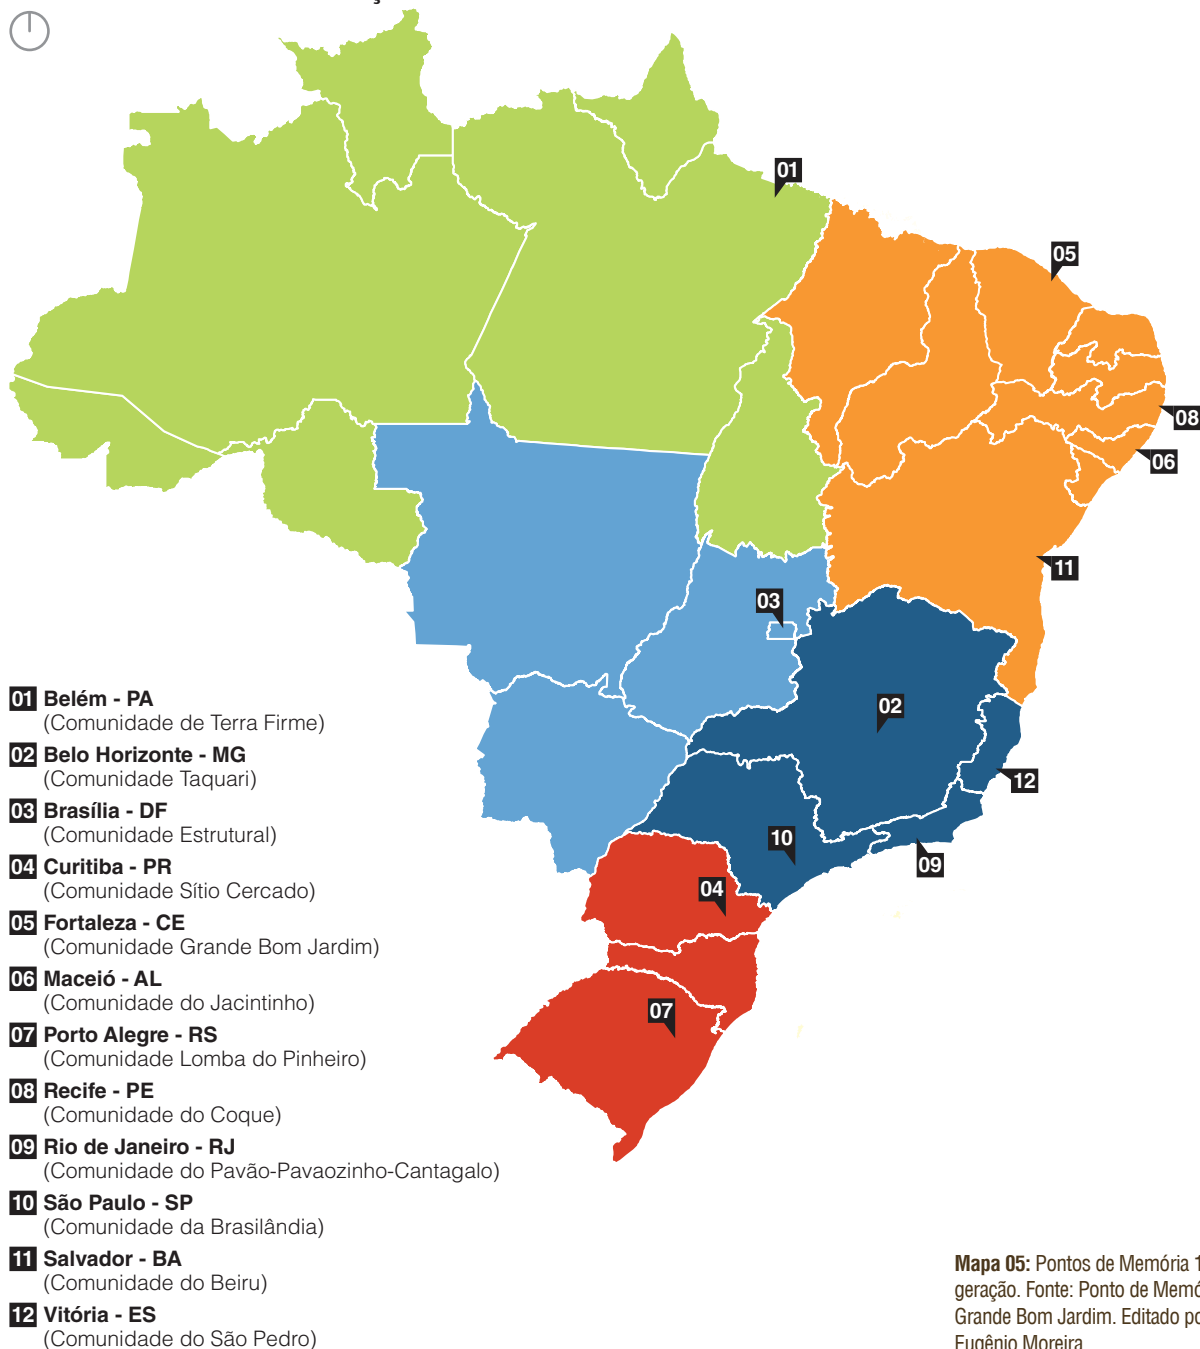 01
05
08
06
11
03
02
12
10
09
04
07
01 Belém - PA
(Comunidade de Terra Firme)
02 Belo Horizonte - MG
(Comunidade Taquari)
03 Brasília - DF
(Comunidade Estrutural)
04 Curitiba - PR
(Comunidade Sítio Cercado)
05 Fortaleza - CE
(Comunidade Grande Bom Jardim)
06 Maceió - AL
(Comunidade do Jacintinho)
07 Porto Alegre - RS
(Comunidade Lomba do Pinheiro)
08 Recife - PE
(Comunidade do Coque)
09 Rio de Janeiro - RJ
(Comunidade do Pavão-Pavaozinho-Cantagalo)
10 São Paulo - SP
(Comunidade da Brasilândia)
11 Salvador - BA
(Comunidade do Beiru)
12 Vitória - ES
(Comunidade do São Pedro)
Mapa 05: Pontos de Memória 1
geração. Fonte: Ponto de Memó
Grande Bom Jardim. Editado po
Eugênio Moreira